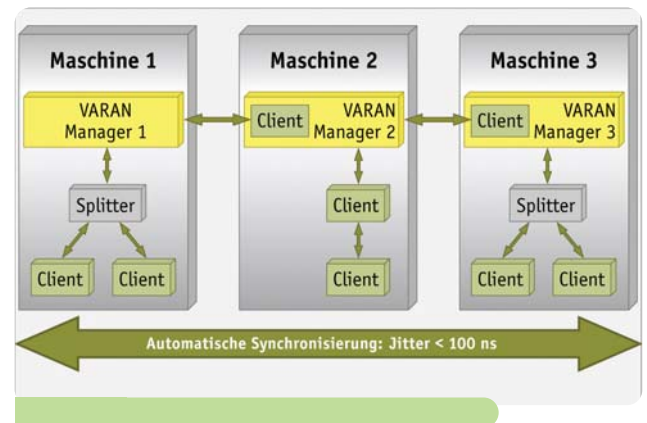 Maschine 1
VARAN
Manager 1
Splitter
Client
Client
Maschine 2
Client
VARAN
Manager 2
Client
Client
Maschine 3
Client
VARAN
Manager 3
Splitter
Client
Client
Automatische Synchronisierung: Jitter < 100 ns